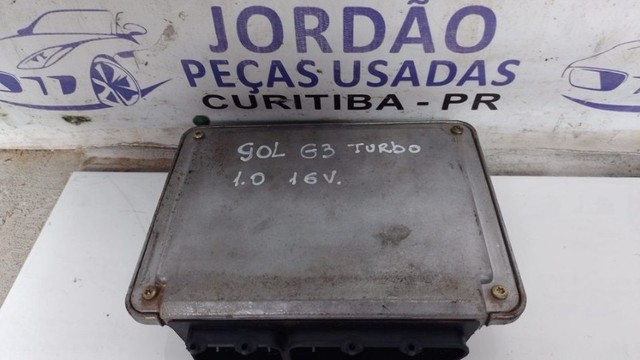 JORDÃO
PEÇAS USADAS
CURITIBA - PR
GOL G3 TURBO
1.0 16V.